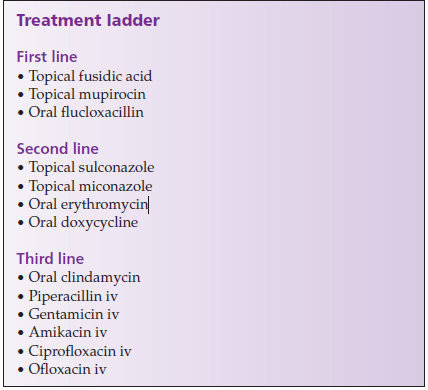 Treatment ladder
First line
• Topical fusidic acid
• Topical mupirocin
• Oral flucloxacillin
Second line
• Topical sulconazole
• Topical miconazole
• Oral erythromycin
• Oral doxycycline
Third line
• Oral clindamycin
• Piperacillin iv
• Gentamicin iv
• Amikacin iv
• Ciprofloxacin iv
• Ofloxacin iv